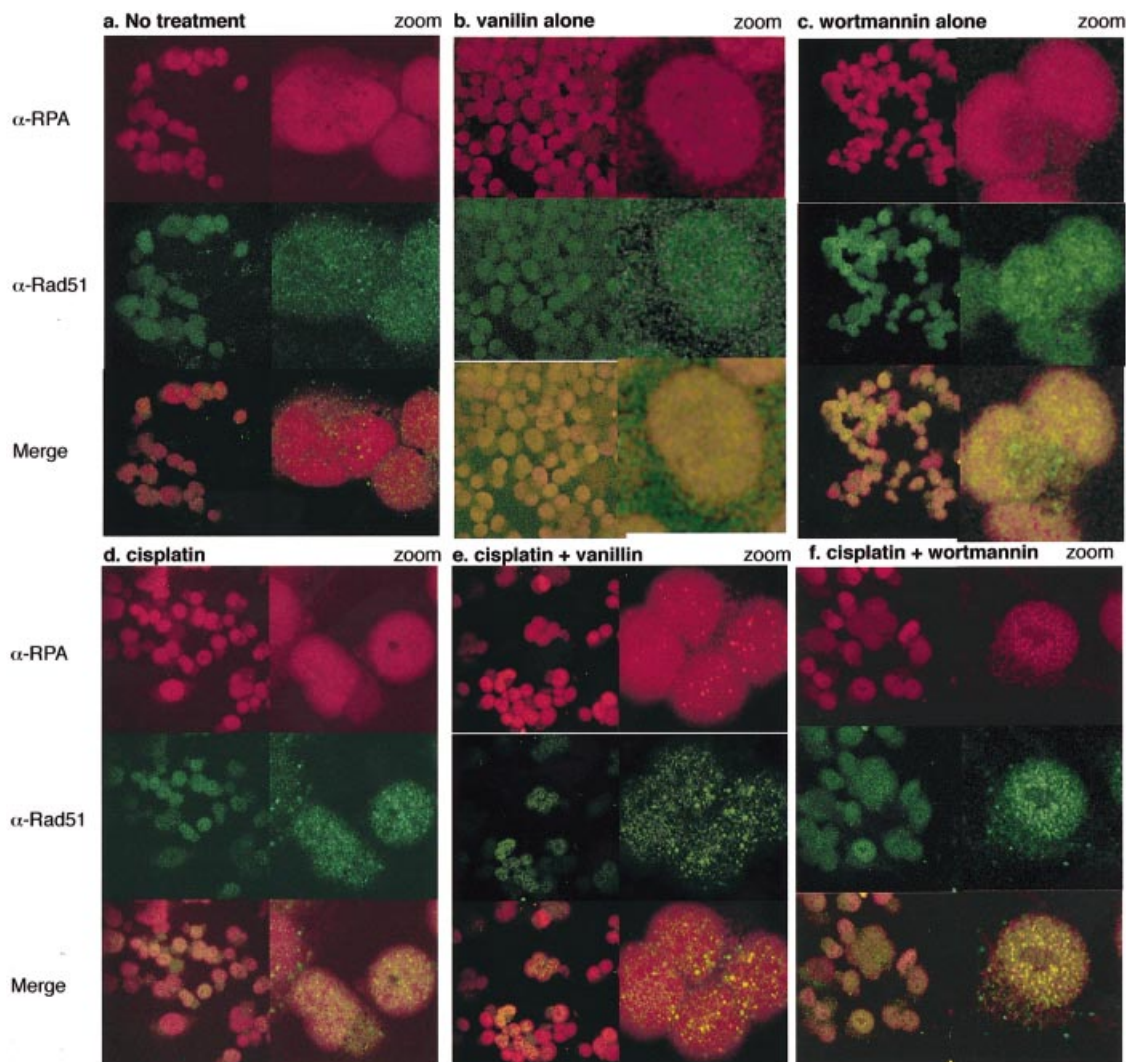 a. No treatment zoom b. vanilin alone zoom c. wortmannin alone zoom
α-RPA
α-Rad51
Merge
d. cisplatin zoom e. cisplatin + vanillin zoom f. cisplatin + wortmannin zoom
α-RPA
α-Rad51
Merge